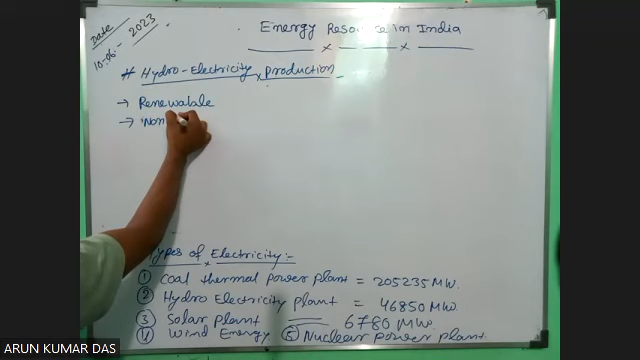 Date
10-06-2023
Energy Resource In India
# Hydro-Electricity Production
→ Renewable
→ Non
Types of Electricity:-
① Coal thermal power plant = 205235 MW.
② Hydro Electricity plant = 46850 MW.
③ Solar plant 6780 MW.
④ Wind Energy ⑤ Nuclear power plant.
ARUN KUMAR DAS